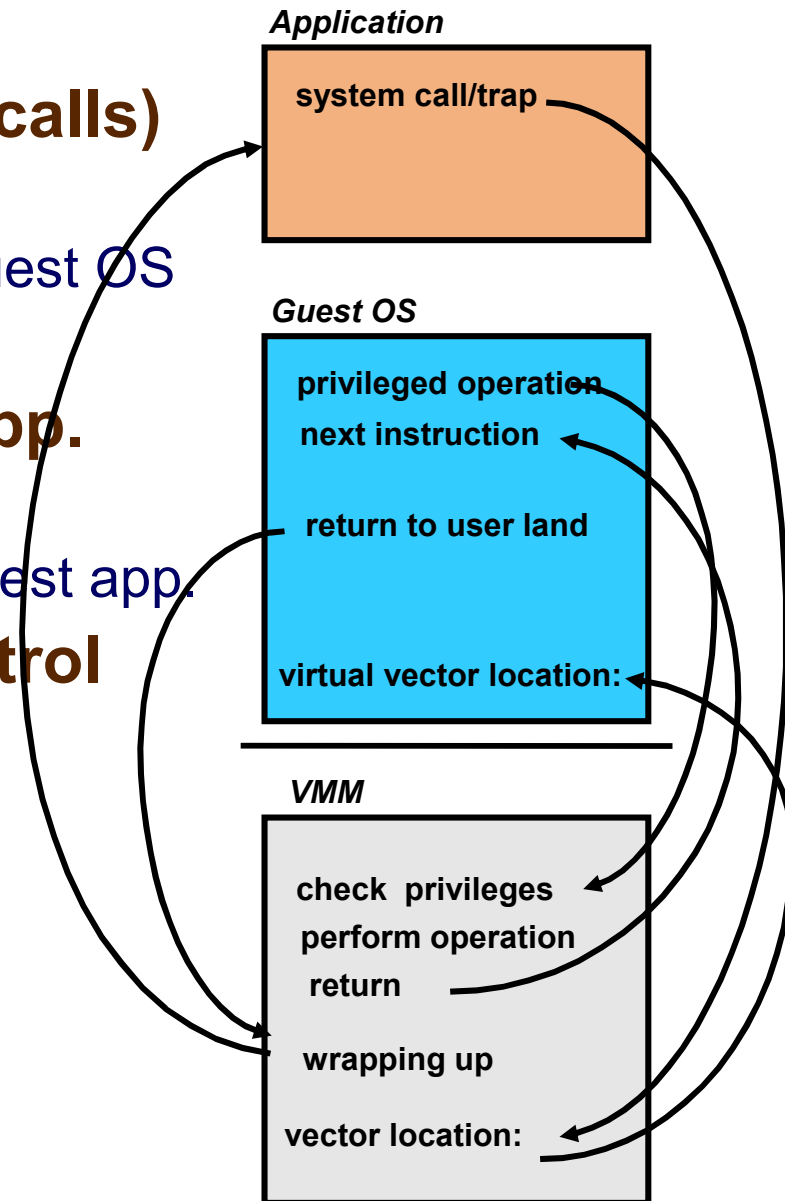 Application
system call/trap
calls)
uest OS
Guest OS
privileged operation
pp.
next instruction
return to user land
est app.
trol
virtual vector location:
VMM
check privileges
perform operation
return
wrapping up
vector location: